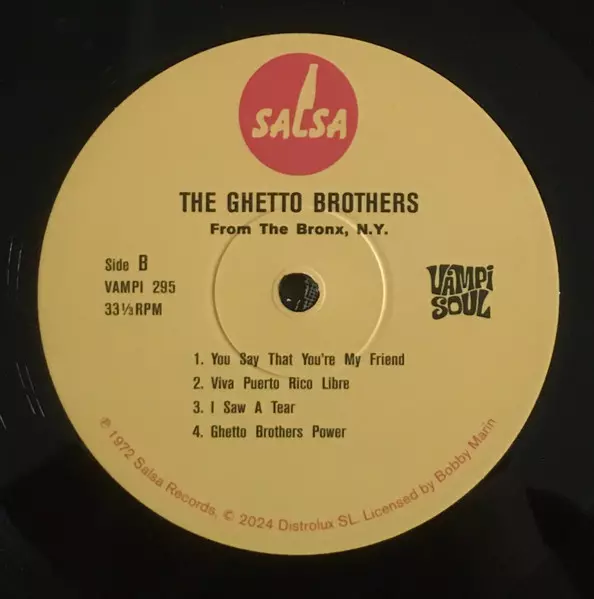 SALSA
THE GHETTO BROTHERS
From The Bronx, N.Y.
Side B
VAMPI 295
33⅓ RPM
VAMPI
SOUL
1. You Say That You're My Friend
2. Viva Puerto Rico Libre
3. I Saw A Tear
4. Ghetto Brothers Power
℗ 1972 Salsa Records, © 2024 Distrolux SL. Licensed by Bobby Marin